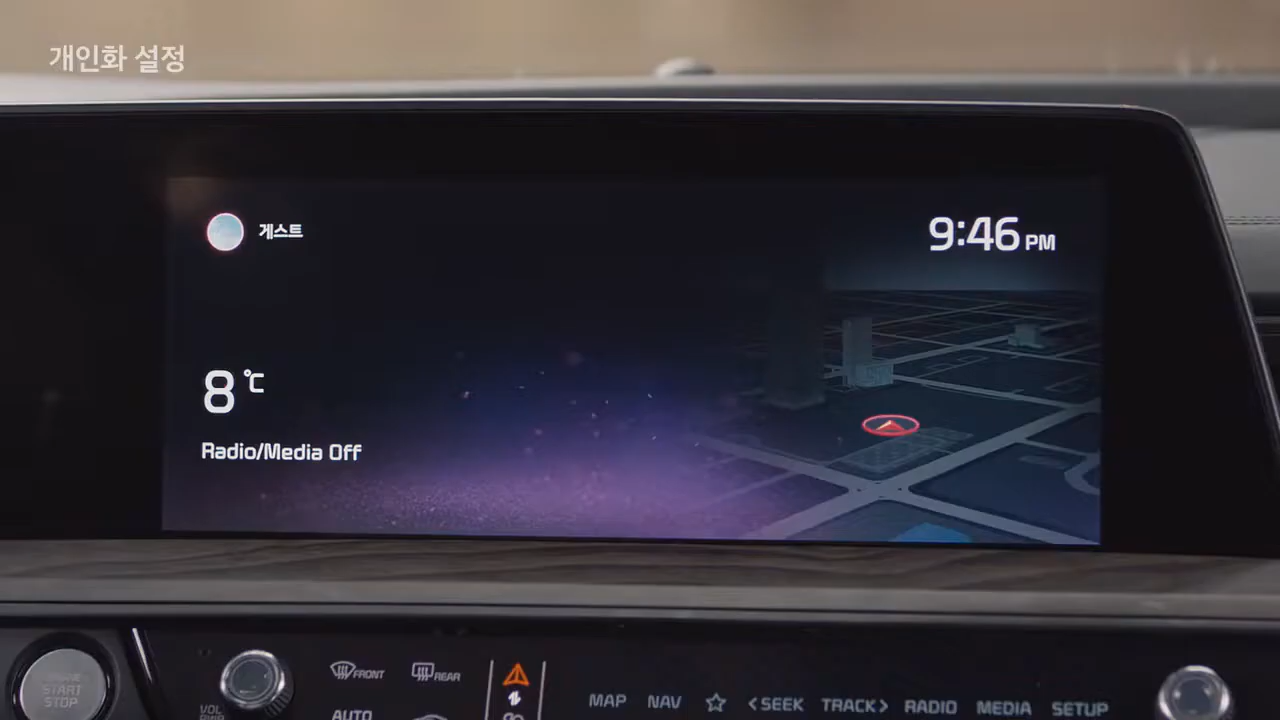 개인화 설정
게스트
9:46 PM
8 ℃
Radio/Media Off
FRONT
REAR
START
STOP
VOL
AUTO
MAP NAV ☆ <SEEK TRACK> RADIO MEDIA SETUP